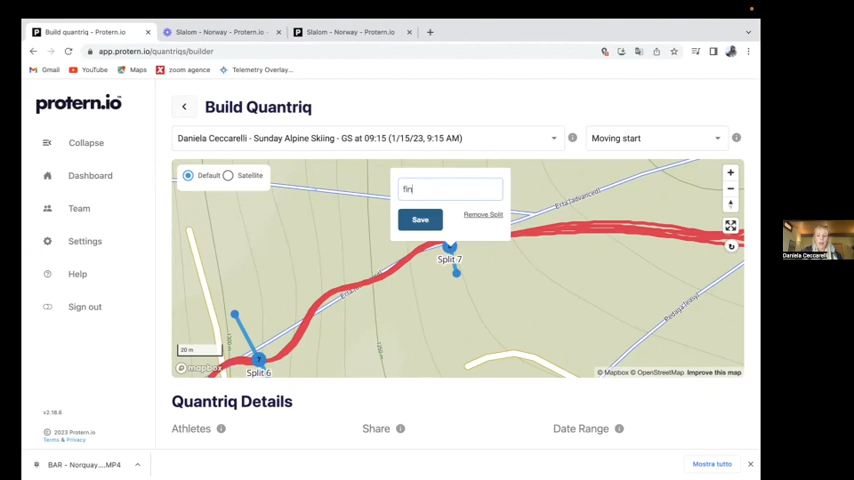 Build quantriq - Protern.io
Slalom - Norway - Protern.io
Slalom - Norway - Protern.io
app.protern.io/quantriqs/builder
Gmail
YouTube
Maps
zoom agence
Telemetry Overlay...
protern.io
Build Quantriq
Collapse
Daniela Ceccarelli - Sunday Alpine Skiing - GS at 09:15 (1/15/23, 9:15 AM)
Moving start
Default
Satellite
Dashboard
fin
Save
Remove Split
Team
Split 7
Settings
Help
Sign out
20 m
mapbox
Split 6
© Mapbox © OpenStreetMap Improve this map
Quantriq Details
v2.18.6
Athletes
Share
Date Range
© 2023 Protern.io
Terms & Privacy
BAR - Norquay,....MP4
Mostra tutto
Daniela Ceccarelli